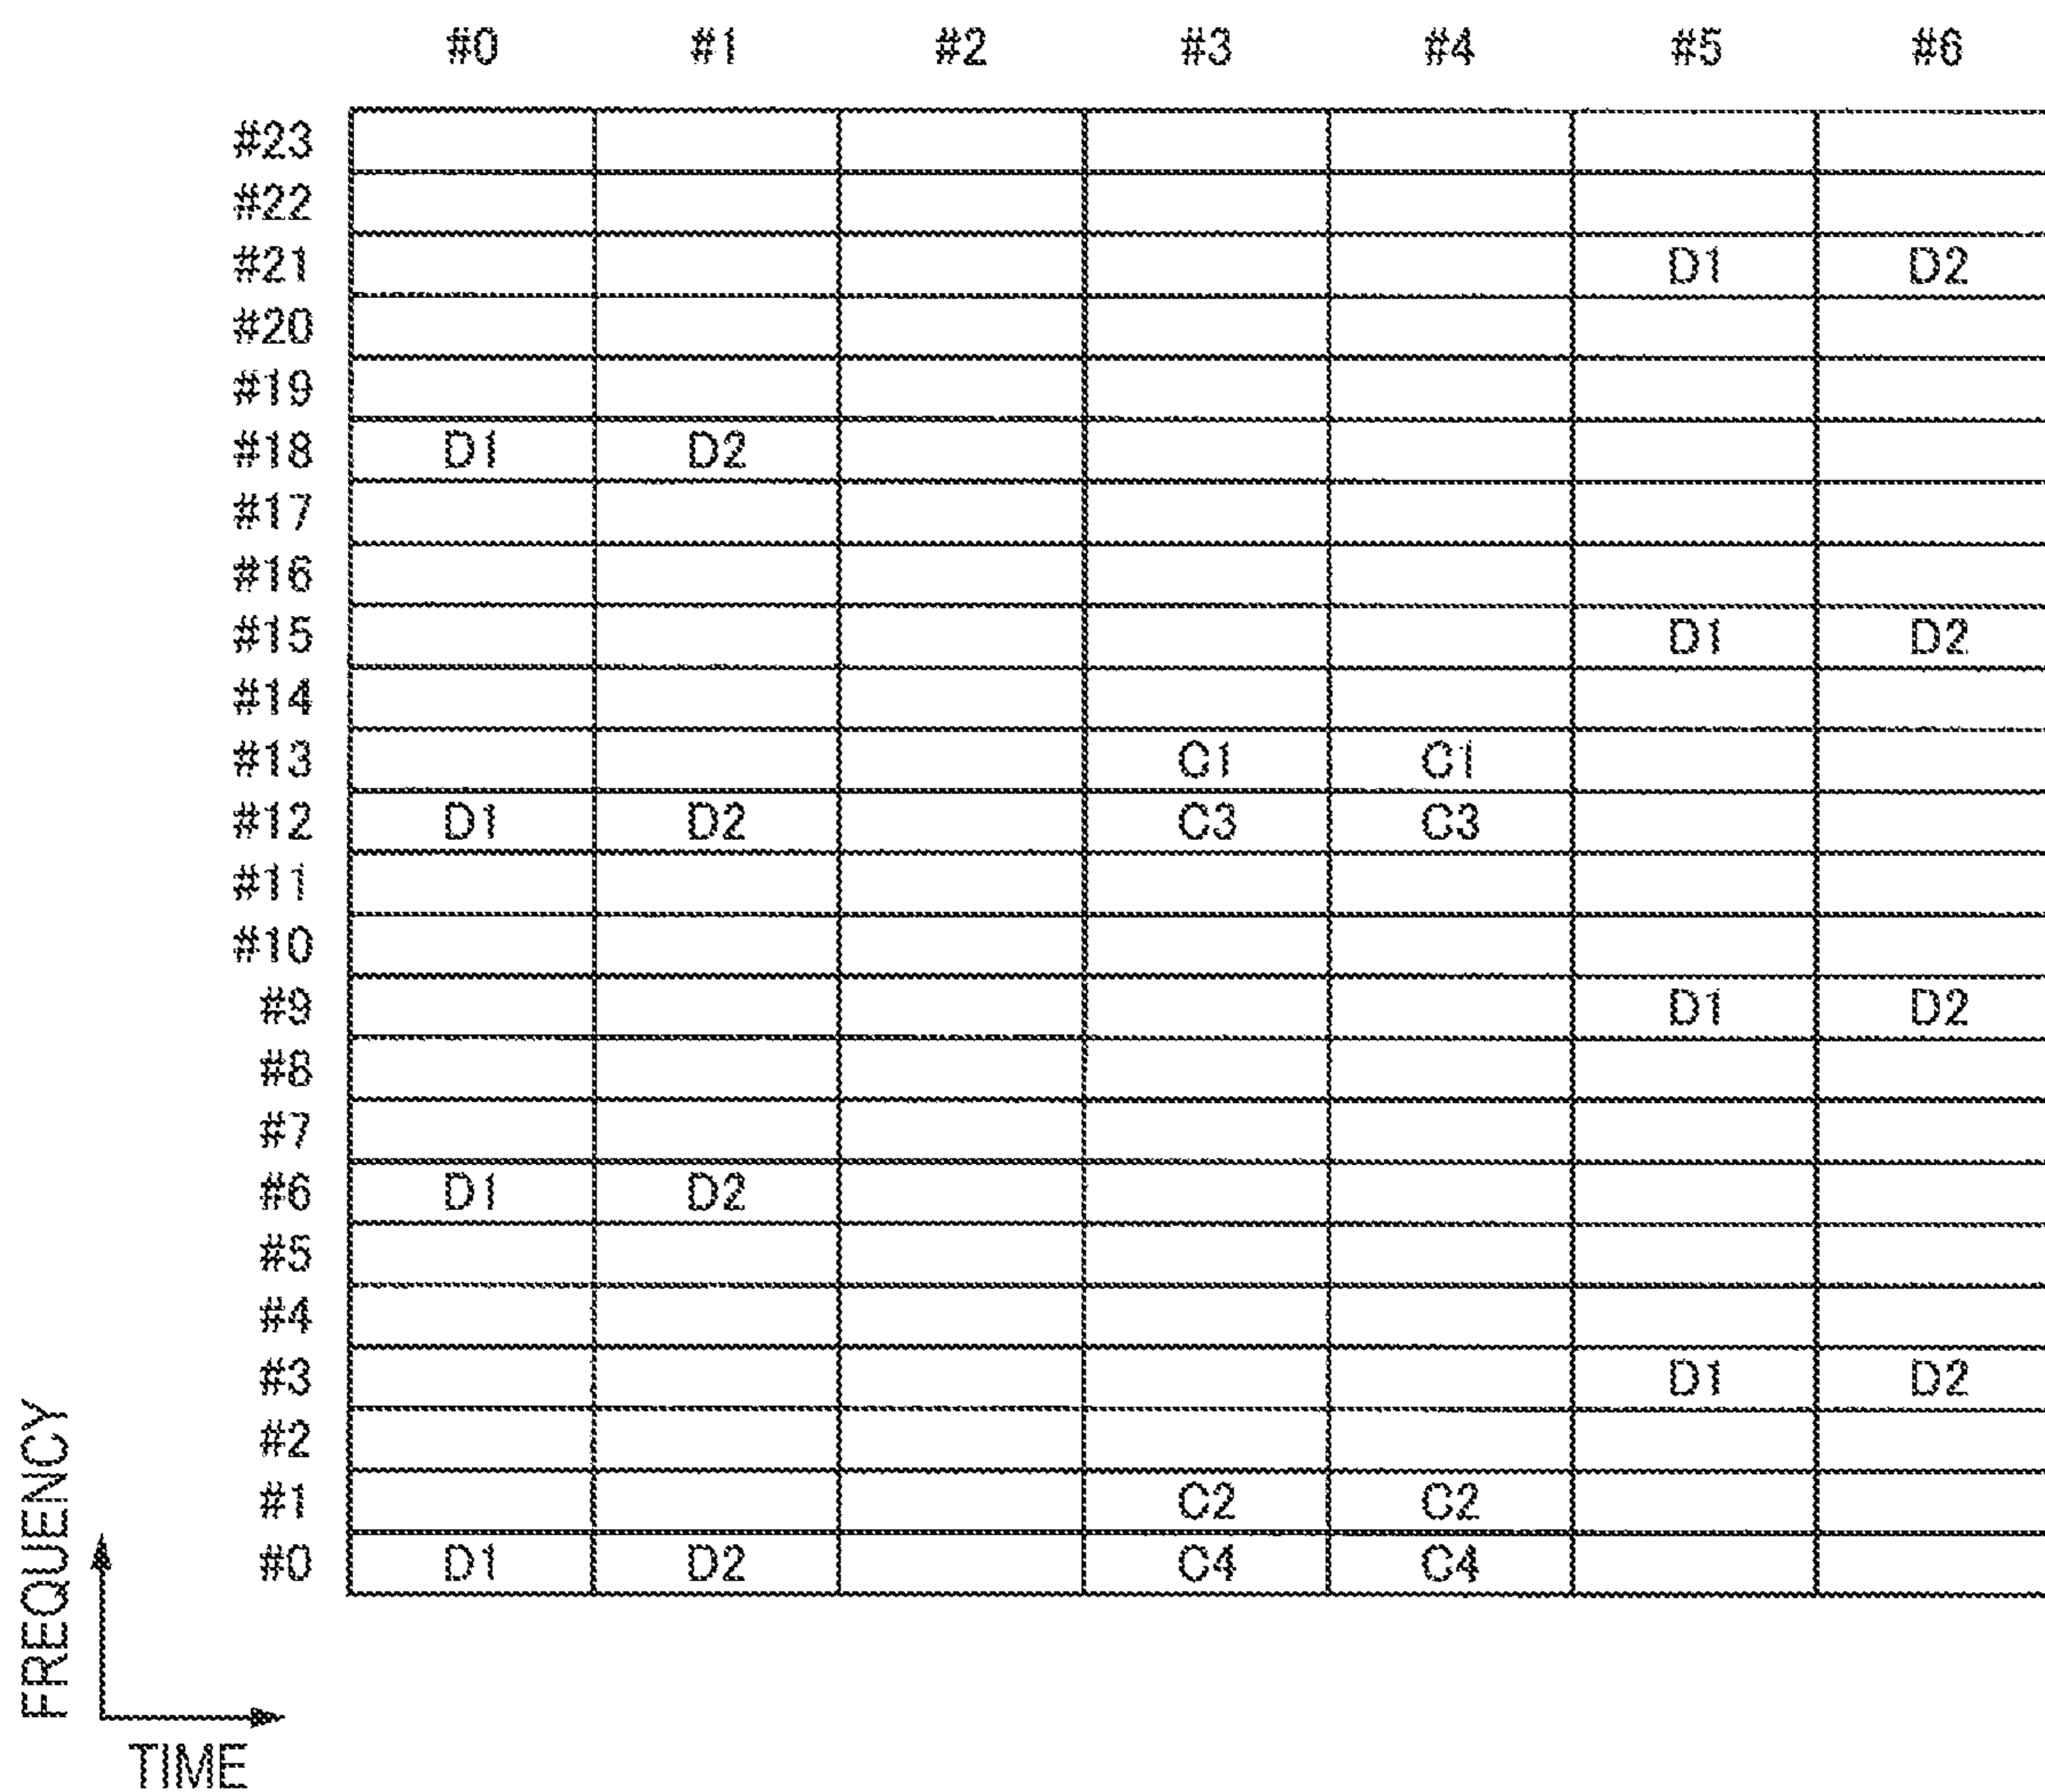 #0 #1 #2 #3 #4 #5 #6
#23
#22
#21 D1 D2
#20
#19
#18 D1 D2
#17
#16
#15 D1 D2
#14
#13 C1 C1
#12 D1 D2 C3 C3
#11
#10
#9 D1 D2
#8
#7
#6 D1 D2
#5
#4
#3 D1 D2
#2
#1 C2 C2
#0 D1 D2 C4 C4
FREQUENCY
TIME